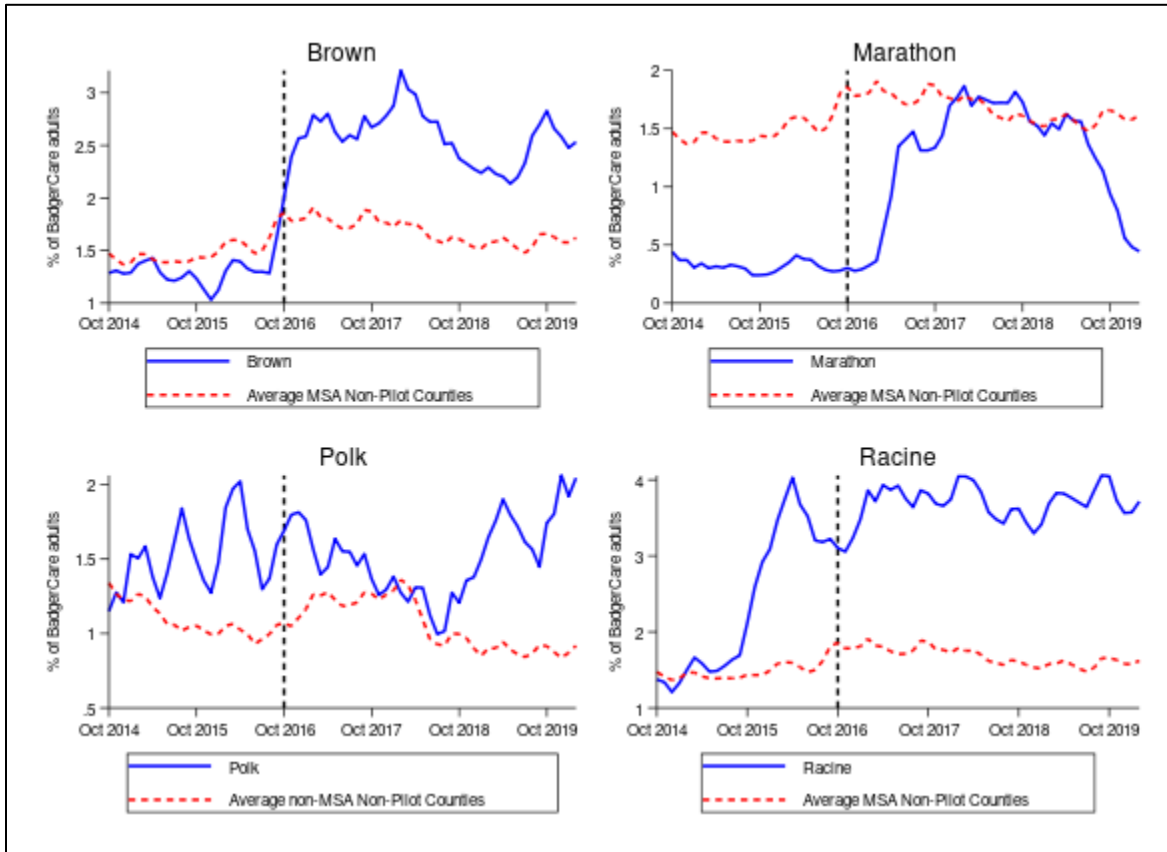 Brown
% of BadgerCare adults
3
2.5
2
1.5
1
Oct 2014 Oct 2015 Oct 2016 Oct 2017 Oct 2018 Oct 2019
Brown
Average MSA Non-Pilot Counties
Marathon
% of BadgerCare adults
2
1.5
1
.5
0
Oct 2014 Oct 2015 Oct 2016 Oct 2017 Oct 2018 Oct 2019
Marathon
Average MSA Non-Pilot Counties
Polk
% of BadgerCare adults
2
1.5
1
.5
Oct 2014 Oct 2015 Oct 2016 Oct 2017 Oct 2018 Oct 2019
Polk
Average non-MSA Non-Pilot Counties
Racine
% of BadgerCare adults
4
3
2
1
Oct 2014 Oct 2015 Oct 2016 Oct 2017 Oct 2018 Oct 2019
Racine
Average MSA Non-Pilot Counties